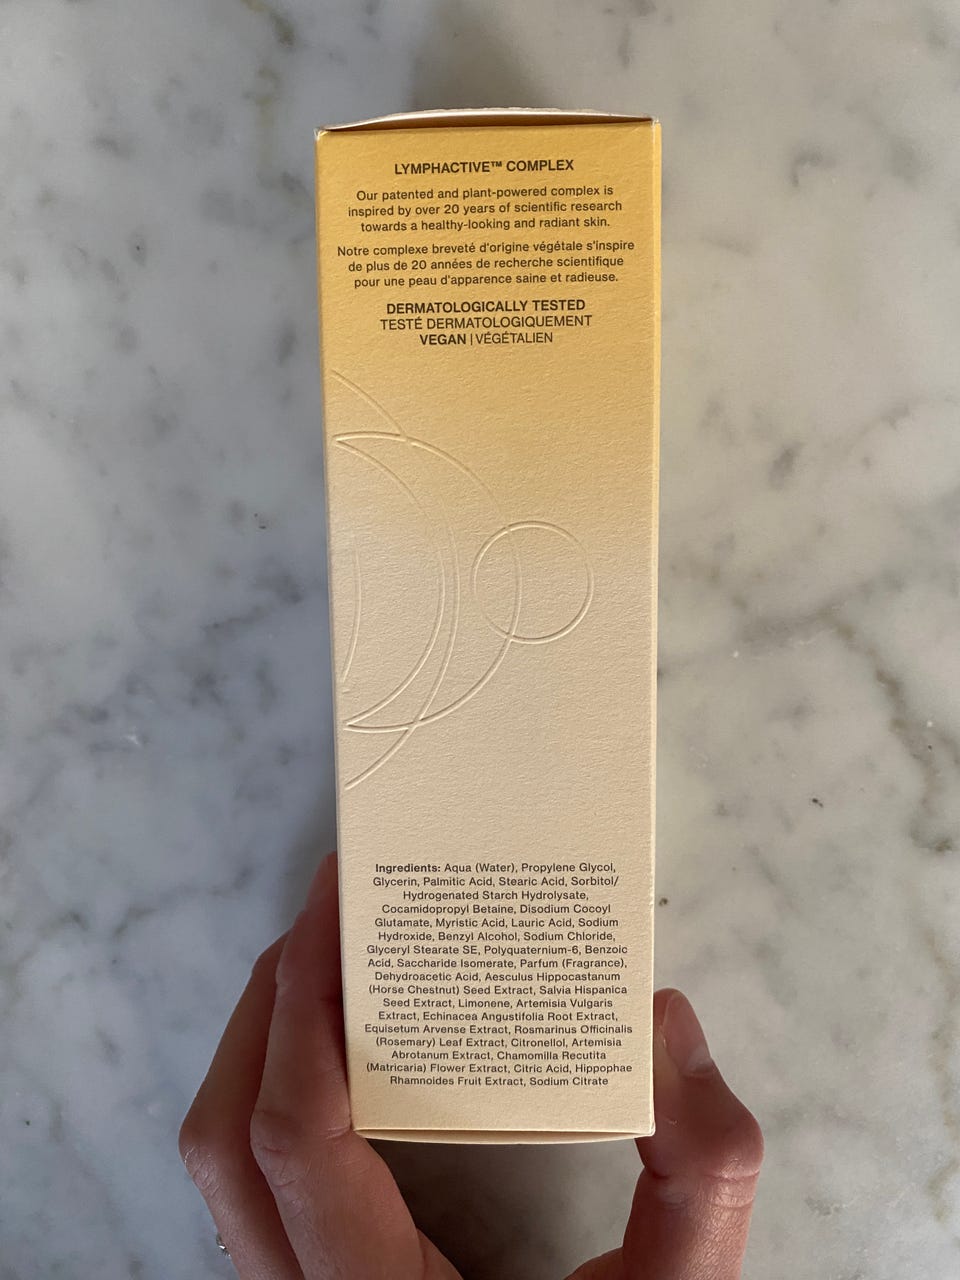 LYMPHACTIVE™ COMPLEX
Our patented and plant-powered complex is
inspired by over 20 years of scientific research
towards a healthy-looking and radiant skin.
Notre complexe breveté d'origine végétale s'inspire
de plus de 20 années de recherche scientifique
pour une peau d'apparence saine et radieuse.
DERMATOLOGICALLY TESTED
TESTÉ DERMATOLOGIQUEMENT
VEGAN | VÉGÉTALIEN
Ingredients: Aqua (Water), Propylene Glycol,
Glycerin, Palmitic Acid, Stearic Acid, Sorbitol/
Hydrogenated Starch Hydrolysate,
Cocamidopropyl Betaine, Disodium Cocoyl
Glutamate, Myristic Acid, Lauric Acid, Sodium
Hydroxide, Benzyl Alcohol, Sodium Chloride,
Glyceryl Stearate SE, Polyquaternium-6, Benzoic
Acid, Saccharide Isomerate, Parfum (Fragrance),
Dehydroacetic Acid, Aesculus Hippocastanum
(Horse Chestnut) Seed Extract, Salvia Hispanica
Seed Extract, Limonene, Artemisia Vulgaris
Extract, Echinacea Angustifolia Root Extract,
Equisetum Arvense Extract, Rosmarinus Officinalis
(Rosemary) Leaf Extract, Citronellol, Artemisia
Abrotanum Extract, Chamomilla Recutita
(Matricaria) Flower Extract, Citric Acid, Hippophae
Rhamnoides Fruit Extract, Sodium Citrate